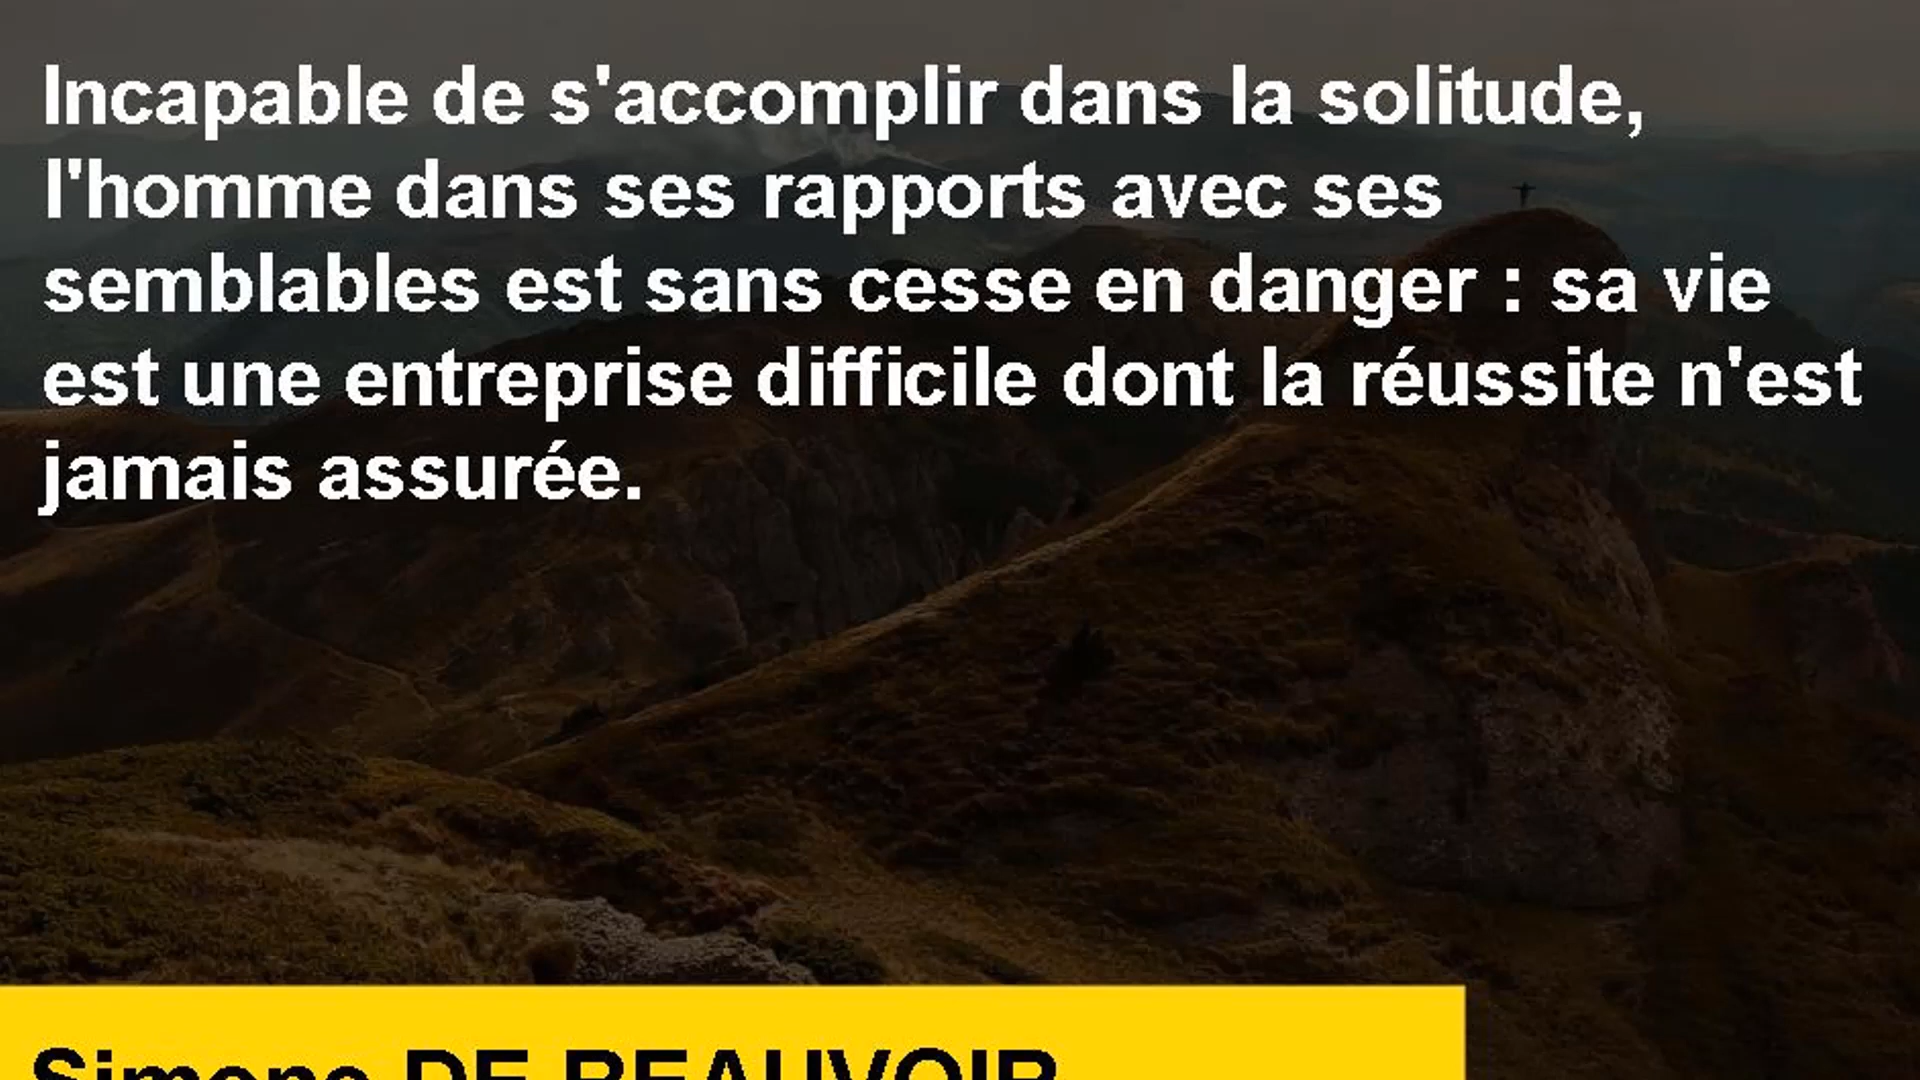 Incapable de s'accomplir dans la solitude,
l'homme dans ses rapports avec ses
semblables est sans cesse en danger : sa vie
est une entreprise difficile dont la réussite n'est
jamais assurée.
Simone DE BEAUVOIR